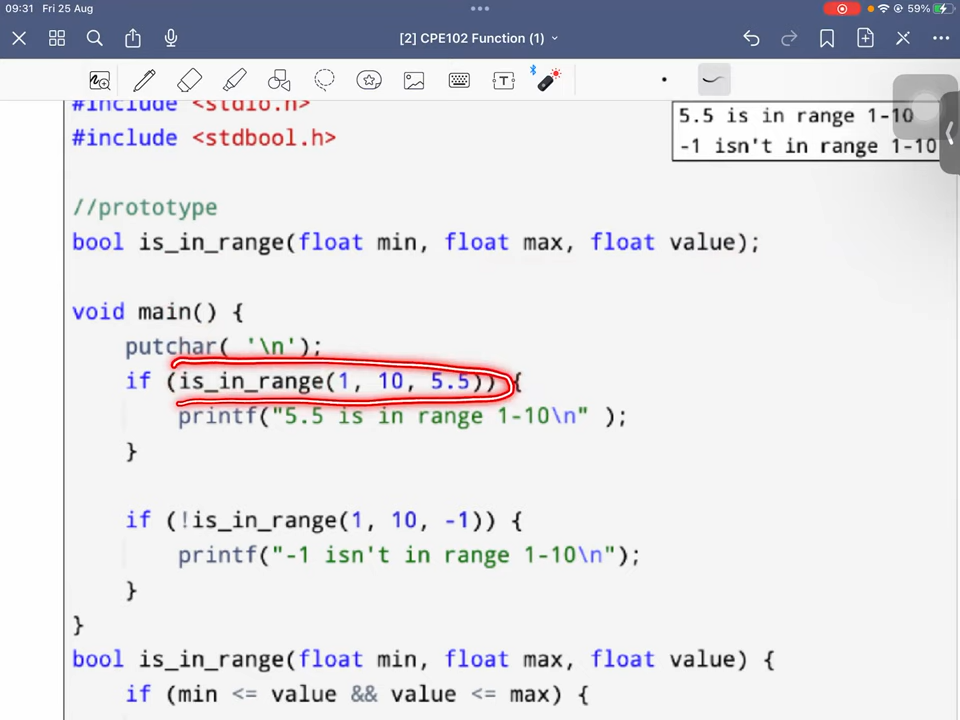 09:31 Fri 25 Aug
59%
[2] CPE102 Function (1)
#include <stdio.h>
#include <stdbool.h>
5.5 is in range 1-10
-1 isn't in range 1-10
//prototype
bool is_in_range(float min, float max, float value);
void main() {
putchar( '\n');
if (is_in_range(1, 10, 5.5)) {
printf("5.5 is in range 1-10\n" );
}
if (!is_in_range(1, 10, -1)) {
printf("-1 isn't in range 1-10\n");
}
}
bool is_in_range(float min, float max, float value) {
if (min <= value && value <= max) {